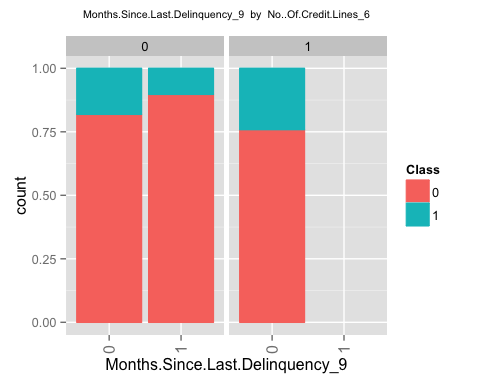 Months.Since.Last.Delinquency_9 by No..Of.Credit.Lines_6
0 1
1.00
0.75
0.50
0.25
0.00
count
0 1 0 1
Months.Since.Last.Delinquency_9
Class
0
1